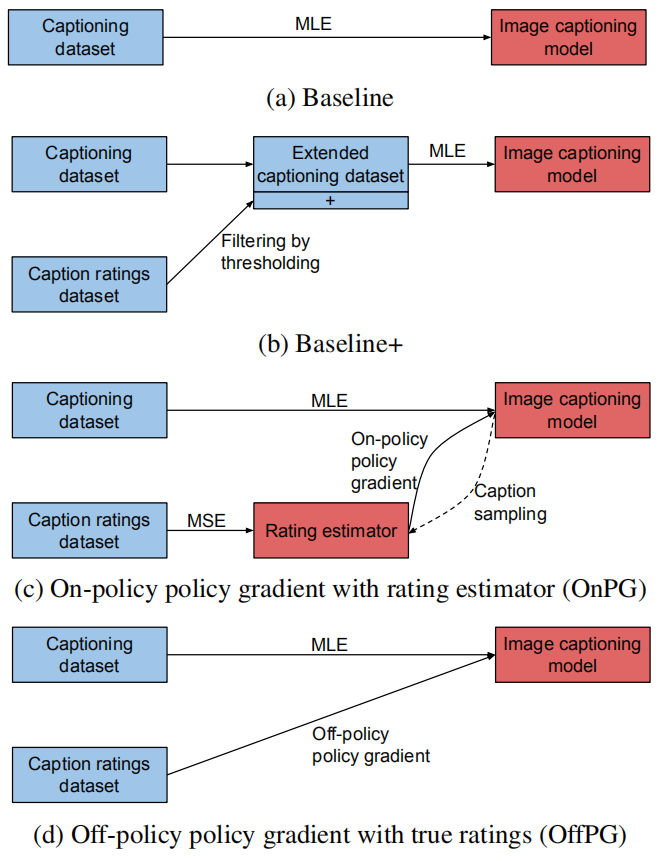 Captioning
dataset
MLE
Image captioning
model
(a) Baseline
Captioning
dataset
Extended
captioning dataset
+
MLE
Image captioning
model
Filtering by
thresholding
Caption ratings
dataset
(b) Baseline+
Captioning
dataset
MLE
Image captioning
model
On-policy
policy
gradient
Caption
sampling
Caption ratings
dataset
MSE
Rating estimator
(c) On-policy policy gradient with rating estimator (OnPG)
Captioning
dataset
MLE
Image captioning
model
Off-policy
policy gradient
Caption ratings
dataset
(d) Off-policy policy gradient with true ratings (OffPG)